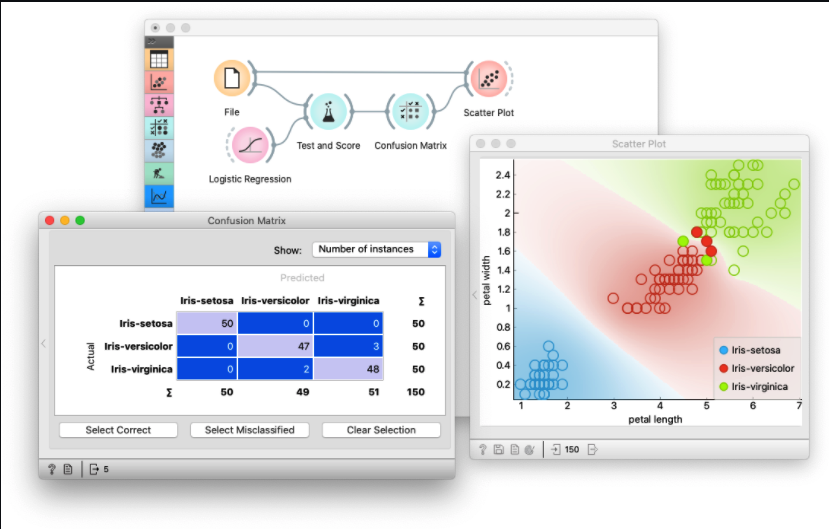 File
Test and Score
Confusion Matrix
Scatter Plot
Logistic Regression
Scatter Plot
petal width
2.4
2.2
2
1.8
1.6
1.4
1.2
1
0.8
0.6
0.4
0.2
1 2 3 4 5 6 7
petal length
Iris-setosa
Iris-versicolor
Iris-virginica
150
Confusion Matrix
Show: Number of instances
Predicted
Iris-setosa Iris-versicolor Iris-virginica Σ
Actual
Iris-setosa 50 0 0 50
Iris-versicolor 0 47 3 50
Iris-virginica 0 2 48 50
Σ 50 49 51 150
Select Correct Select Misclassified Clear Selection
? 5